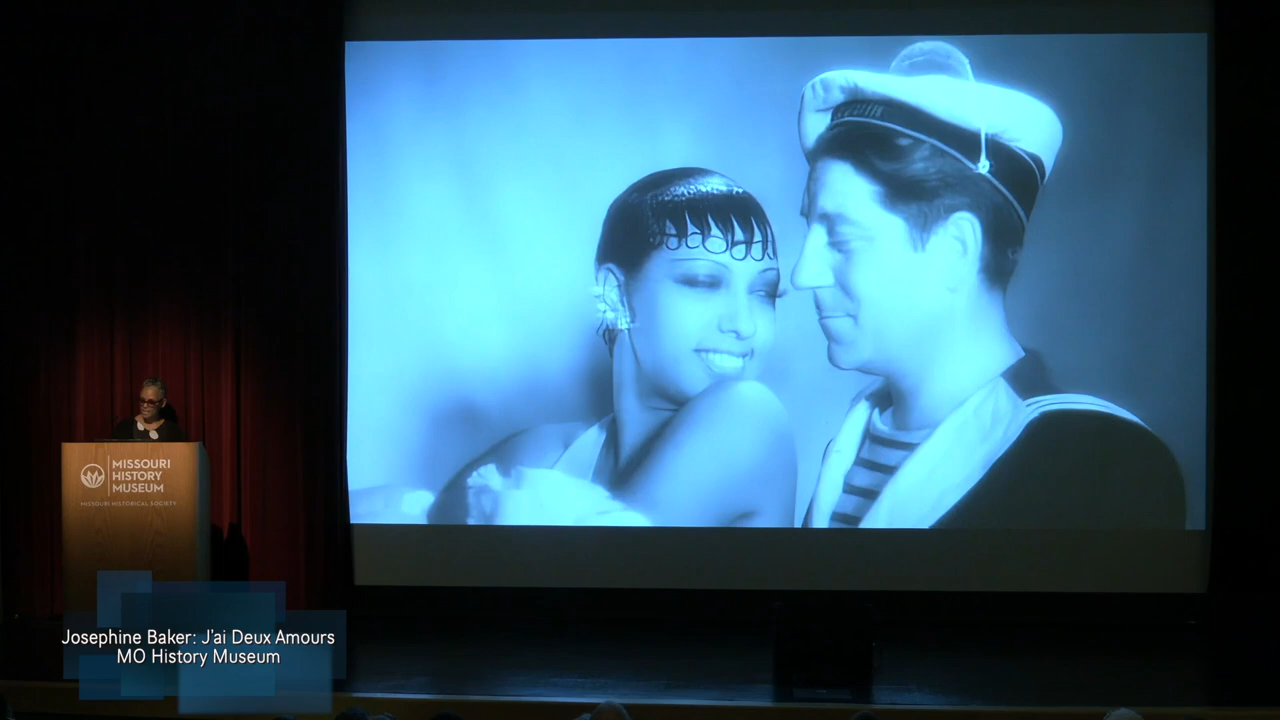 MISSOURI
HISTORY
MUSEUM
MISSOURI HISTORICAL SOCIETY
Josephine Baker: J'ai Deux Amours
MO History Museum